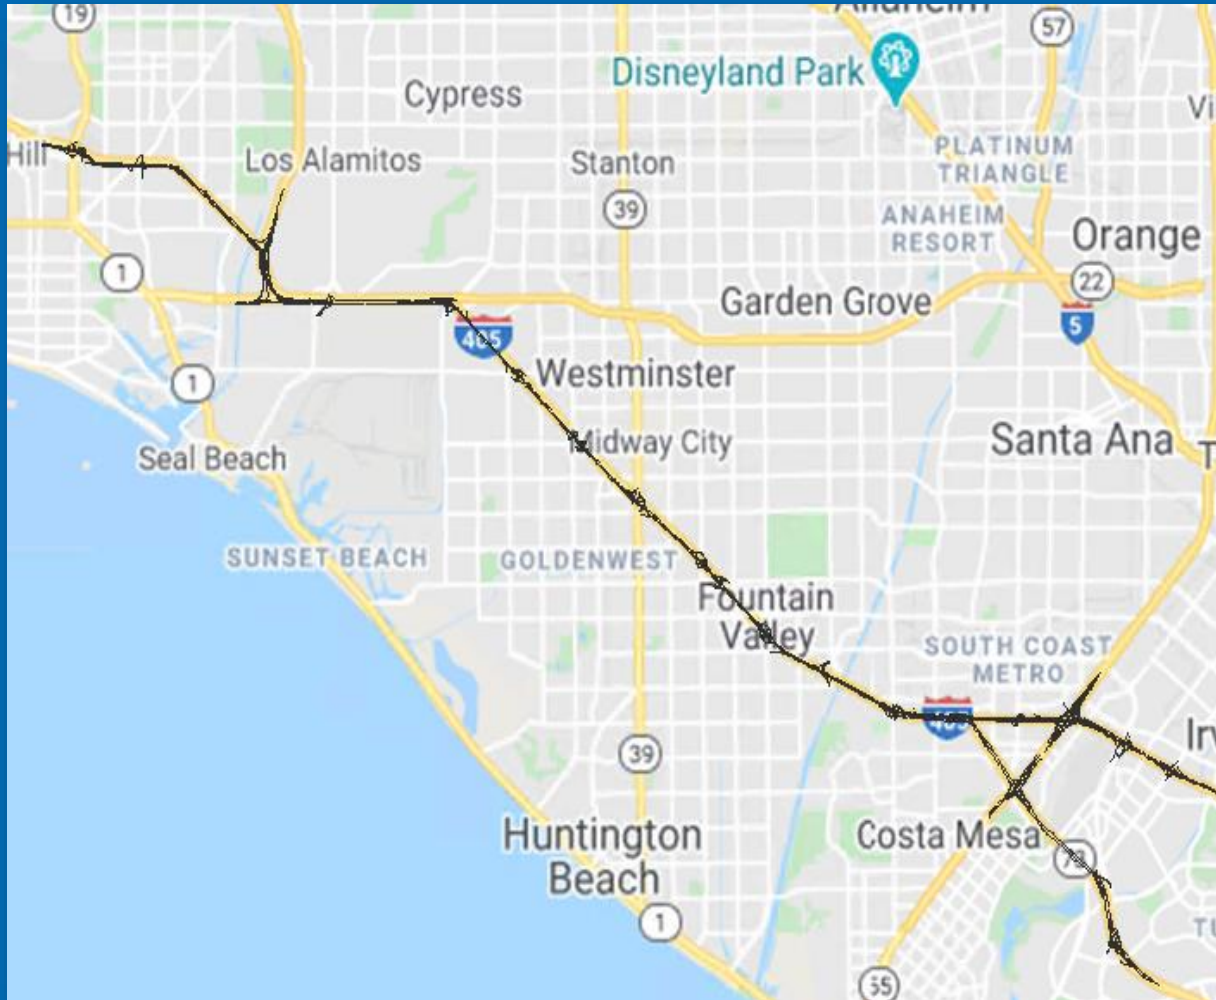 19
57
Disneyland Park
Cypress
Hill
Los Alamitos
Stanton
PLATINUM
TRIANGLE
39
ANAHEIM
RESORT
Orange
1
22
Garden Grove
5
405
Westminster
1
Midway City
Santa Ana
Seal Beach
SUNSET BEACH
GOLDENWEST
Fountain
Valley
SOUTH COAST
METRO
405
39
Huntington
Beach
Costa Mesa
73
1
55